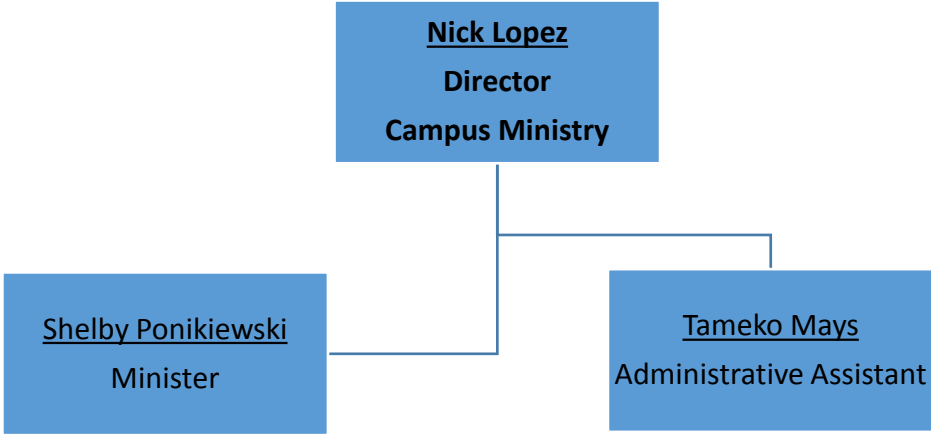 Nick Lopez
Director
Campus Ministry
Shelby Ponikiewski
Minister
Tameko Mays
Administrative Assistant